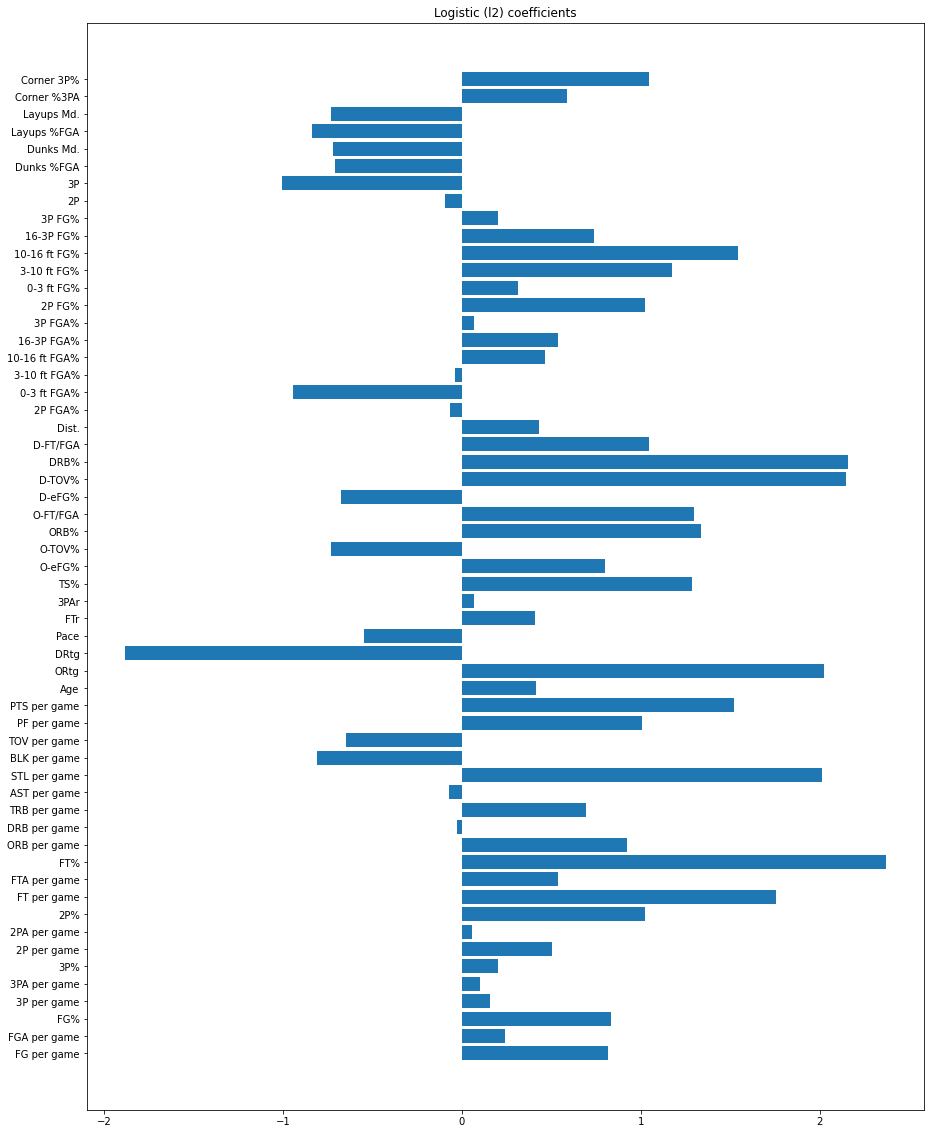 Logistic (l2) coefficients
Corner 3P%
Corner %3PA
Layups Md.
Layups %FGA
Dunks Md.
Dunks %FGA
3P
2P
3P FG%
16-3P FG%
10-16 ft FG%
3-10 ft FG%
0-3 ft FG%
2P FG%
3P FGA%
16-3P FGA%
10-16 ft FGA%
3-10 ft FGA%
0-3 ft FGA%
2P FGA%
Dist.
D-FT/FGA
DRB%
D-TOV%
D-eFG%
O-FT/FGA
ORB%
O-TOV%
O-eFG%
TS%
3PAr
FTr
Pace
DRtg
ORtg
Age
PTS per game
PF per game
TOV per game
BLK per game
STL per game
AST per game
TRB per game
DRB per game
ORB per game
FT%
FTA per game
FT per game
2P%
2PA per game
2P per game
3P%
3PA per game
3P per game
FG%
FGA per game
FG per game
−2 −1 0 1 2